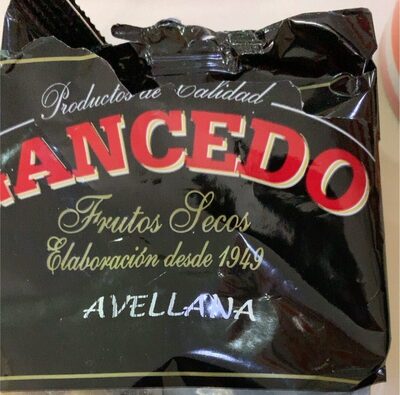 Productos de Calidad
ANCEDO
Frutos Secos
Elaboración desde 1949
AVELLANA